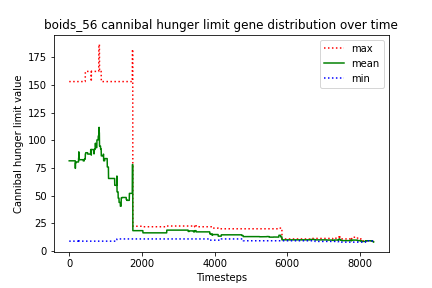 boids_56 cannibal hunger limit gene distribution over time
max
mean
min
Cannibal hunger limit value
175
150
125
100
75
50
25
0
0 2000 4000 6000 8000
Timesteps